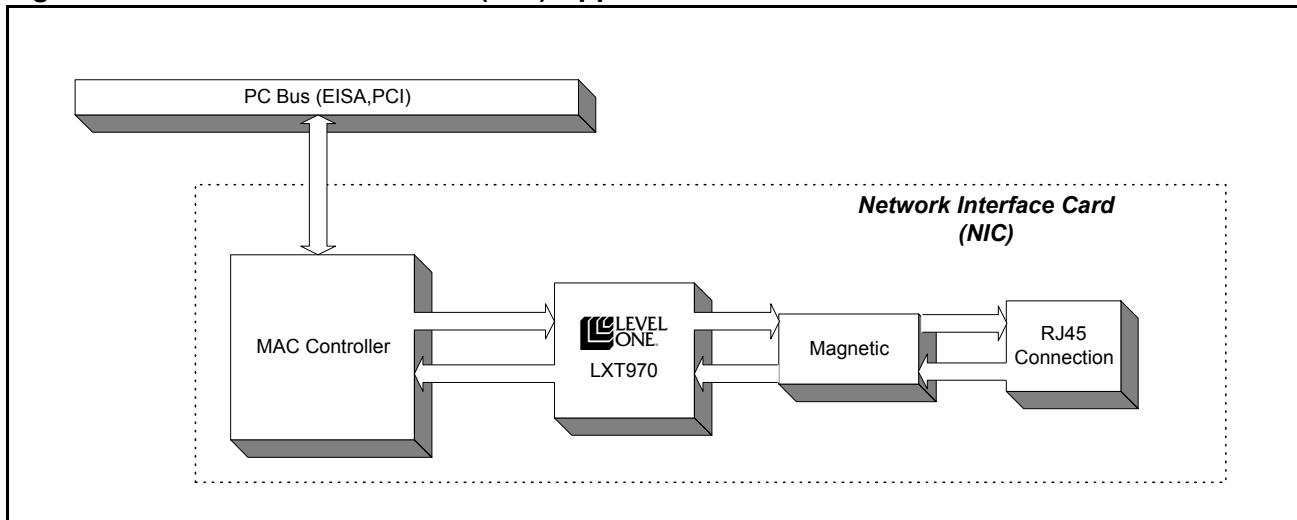 PC Bus (EISA,PCI)
Network Interface Card
(NIC)
MAC Controller
LEVEL
ONE
LXT970
Magnetic
RJ45
Connection